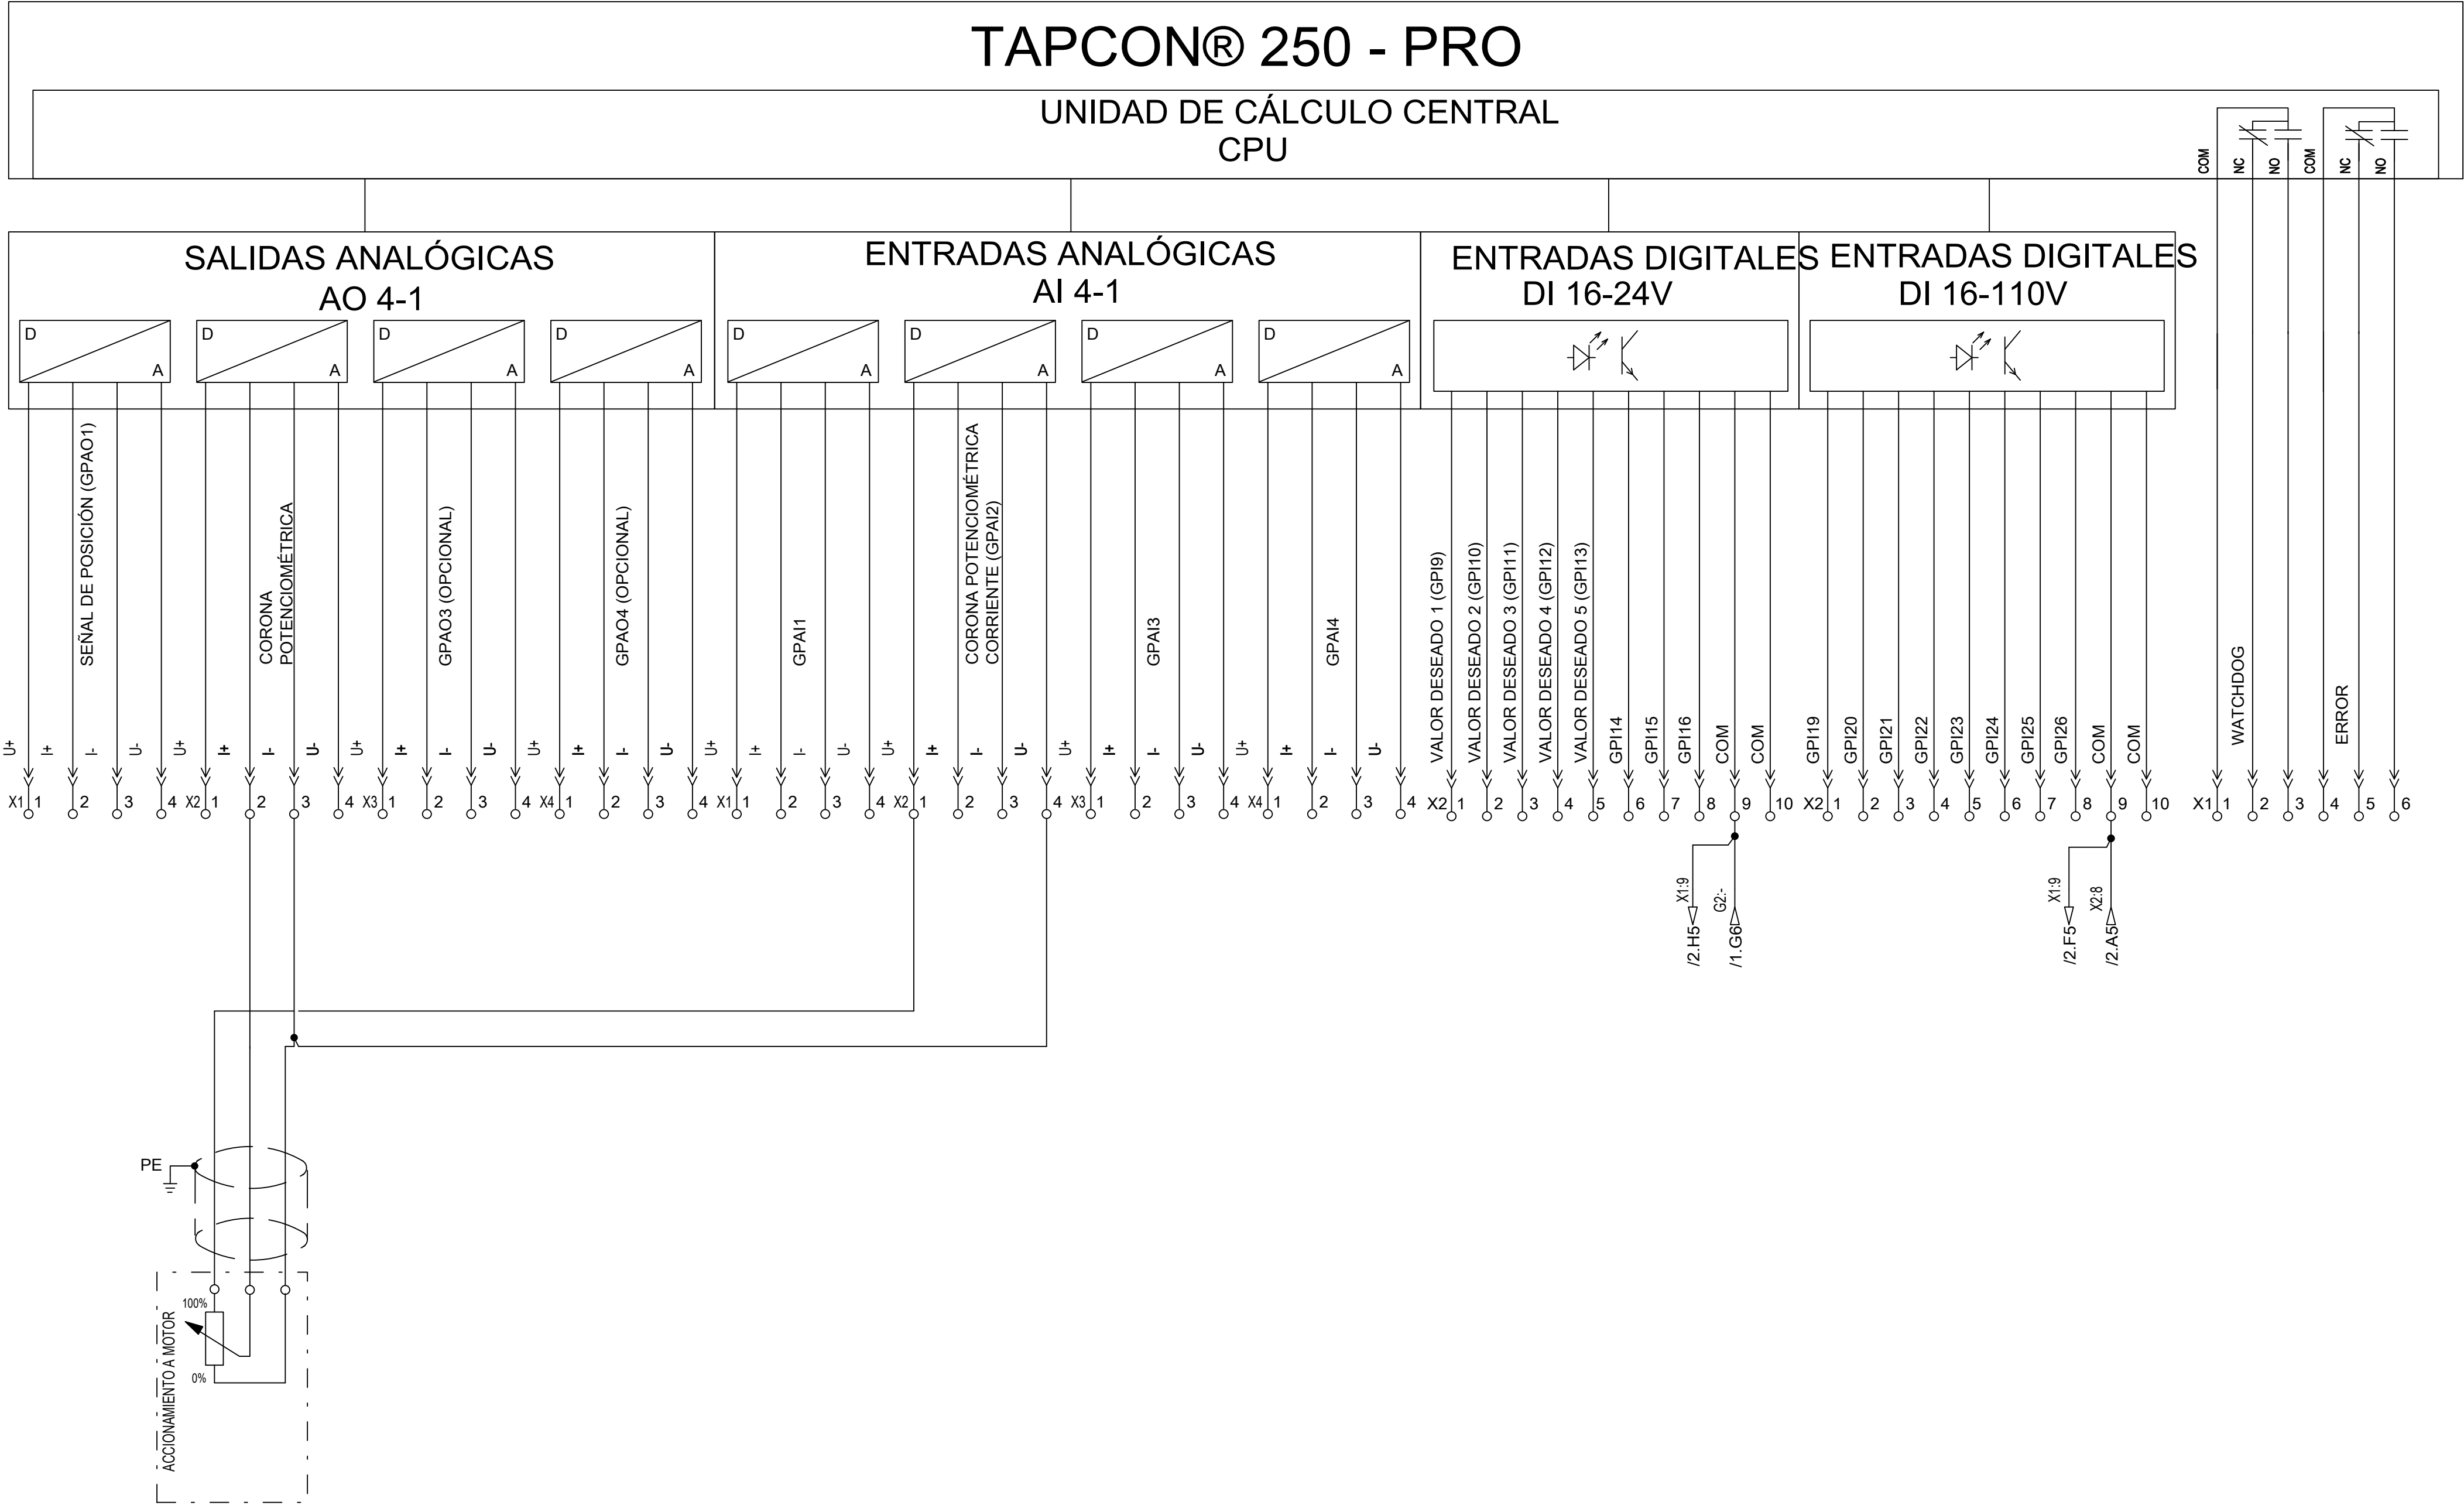 TAPCON® 250 - PRO
UNIDAD DE CÁLCULO CENTRAL
CPU
COM
NC
NO
COM
NC
NO
SALIDAS ANALÓGICAS
AO 4-1
ENTRADAS ANALÓGICAS
AI 4-1
ENTRADAS DIGITALES
DI 16-24V
ENTRADAS DIGITALES
DI 16-110V
D A
D A
D A
D A
D A
D A
D A
D A
SEÑAL DE POSICIÓN (GPAO1)
CORONA
POTENCIOMÉTRICA
GPAO3 (OPCIONAL)
GPAO4 (OPCIONAL)
GPAI1
CORONA POTENCIOMÉTRICA
CORRIENTE (GPAI2)
GPAI3
GPAI4
VALOR DESEADO 1 (GPI9)
VALOR DESEADO 2 (GPI10)
VALOR DESEADO 3 (GPI11)
VALOR DESEADO 4 (GPI12)
VALOR DESEADO 5 (GPI13)
GPI14
GPI15
GPI16
COM
COM
GPI19
GPI20
GPI21
GPI22
GPI23
GPI24
GPI25
GPI26
COM
COM
WATCHDOG
ERROR
U+ I+ I- U- U+ I+ I- U- U+ I+ I- U- U+ I+ I- U- U+ I+ I- U- U+ I+ I- U- U+ I+ I- U- U+ I+ I- U-
X1 1 2 3 4 X2 1 2 3 4 X3 1 2 3 4 X4 1 2 3 4 X1 1 2 3 4 X2 1 2 3 4 X3 1 2 3 4 X4 1 2 3 4 X2 1 2 3 4 5 6 7 8 9 10 X2 1 2 3 4 5 6 7 8 9 10 X1 1 2 3 4 5 6
X1:9
/2.H5
G2:-
/1.G6
X1:9
/2.F5
X2:8
/2.A5
PE
100%
0%
ACCIONAMIENTO A MOTOR